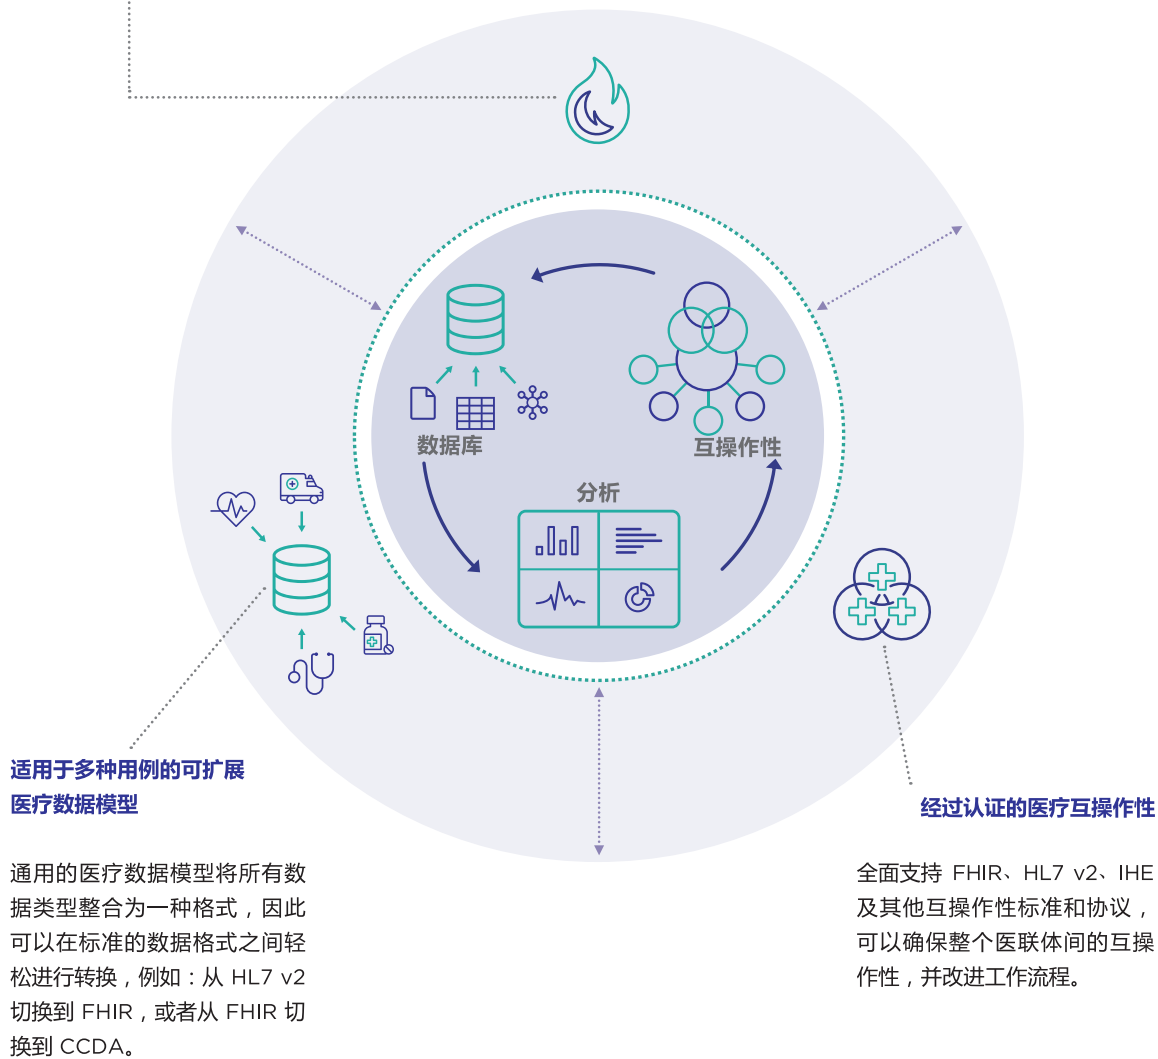 数据库
互操作性
分析
适用于多种用例的可扩展
医疗数据模型
通用的医疗数据模型将所有数
据类型整合为一种格式，因此
可以在标准的数据格式之间轻
松进行转换，例如：从 HL7 v2
切换到 FHIR，或者从 FHIR 切
换到 CCDA。
经过认证的医疗互操作性
全面支持 FHIR、HL7 v2、IHE
及其他互操作性标准和协议，
可以确保整个医联体间的互操
作性，并改进工作流程。